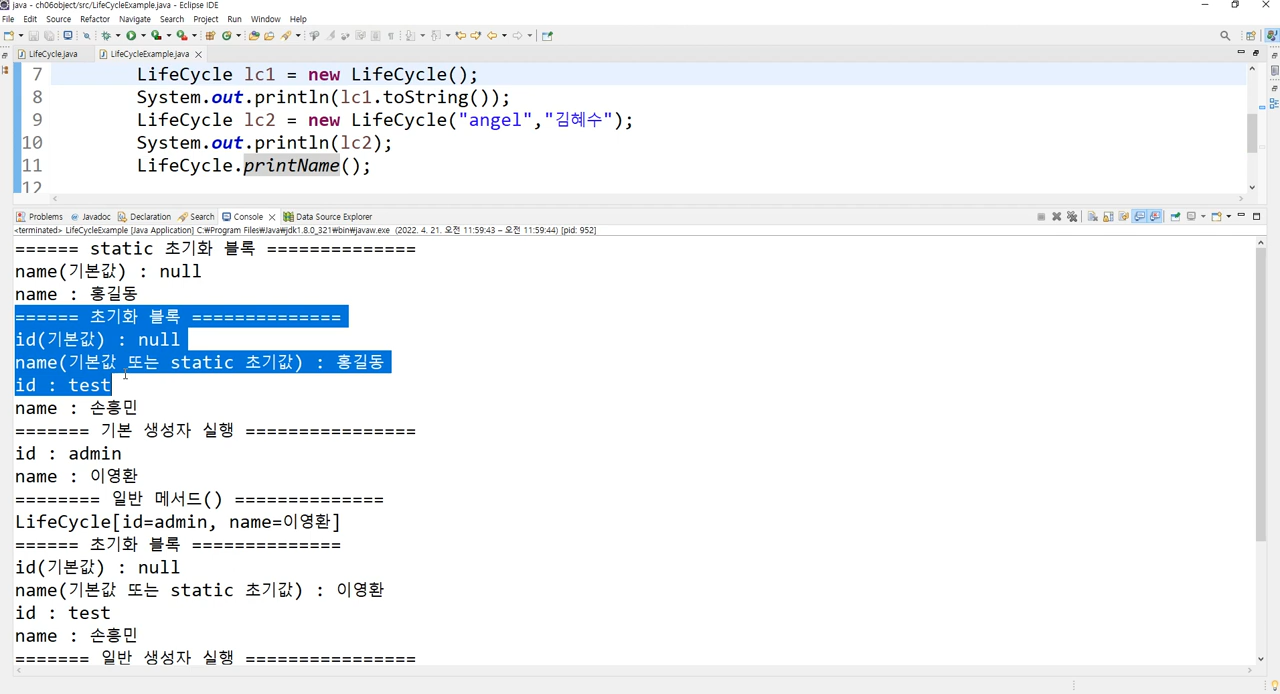 java - ch06object/src/LifeCycleExample.java - Eclipse IDE
File Edit Source Refactor Navigate Search Project Run Window Help
LifeCycle.java LifeCycleExample.java
7 LifeCycle lc1 = new LifeCycle();
8 System.out.println(lc1.toString());
9 LifeCycle lc2 = new LifeCycle("angel","김혜수");
10 System.out.println(lc2);
11 LifeCycle.printName();
12
Problems Javadoc Declaration Search Console Data Source Explorer
<terminated> LifeCycleExample [Java Application] C:₩Program Files₩Java₩jdk1.8.0_321₩bin₩javaw.exe (2022. 4. 21. 오전 11:59:43 – 오전 11:59:44) [pid: 952]
====== static 초기화 블록 ==============
name(기본값) : null
name : 홍길동
====== 초기화 블록 ==============
id(기본값) : null
name(기본값 또는 static 초기값) : 홍길동
id : test
name : 손흥민
======= 기본 생성자 실행 ================
id : admin
name : 이영환
======== 일반 메서드() ==============
LifeCycle[id=admin, name=이영환]
====== 초기화 블록 ==============
id(기본값) : null
name(기본값 또는 static 초기값) : 이영환
id : test
name : 손흥민
======= 일반 생성자 실행 ================